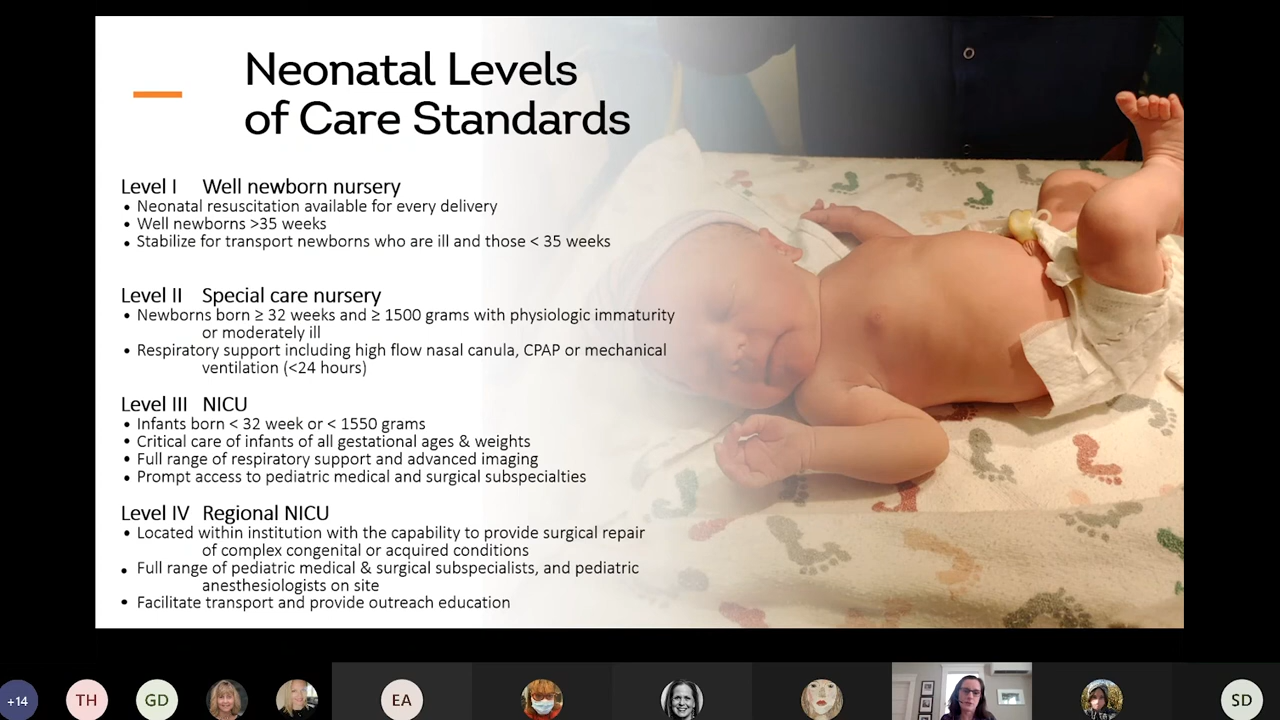 Neonatal Levels
of Care Standards
Level I Well newborn nursery
• Neonatal resuscitation available for every delivery
• Well newborns >35 weeks
• Stabilize for transport newborns who are ill and those < 35 weeks
Level II Special care nursery
• Newborns born ≥ 32 weeks and ≥ 1500 grams with physiologic immaturity
or moderately ill
• Respiratory support including high flow nasal canula, CPAP or mechanical
ventilation (<24 hours)
Level III NICU
• Infants born < 32 week or < 1550 grams
• Critical care of infants of all gestational ages & weights
• Full range of respiratory support and advanced imaging
• Prompt access to pediatric medical and surgical subspecialties
Level IV Regional NICU
• Located within institution with the capability to provide surgical repair
of complex congenital or acquired conditions
• Full range of pediatric medical & surgical subspecialists, and pediatric
anesthesiologists on site
• Facilitate transport and provide outreach education
+14 TH GD EA SD